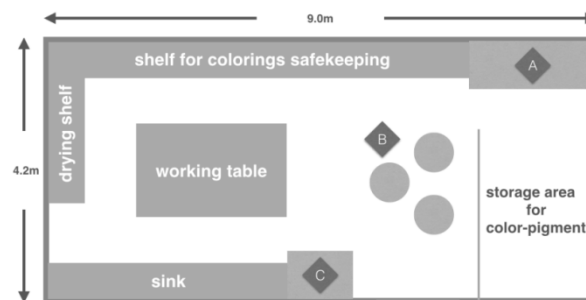 9.0m
shelf for colorings safekeeping
A
drying shelf
B
4.2m
working table
storage area
for
color-pigment
sink
C